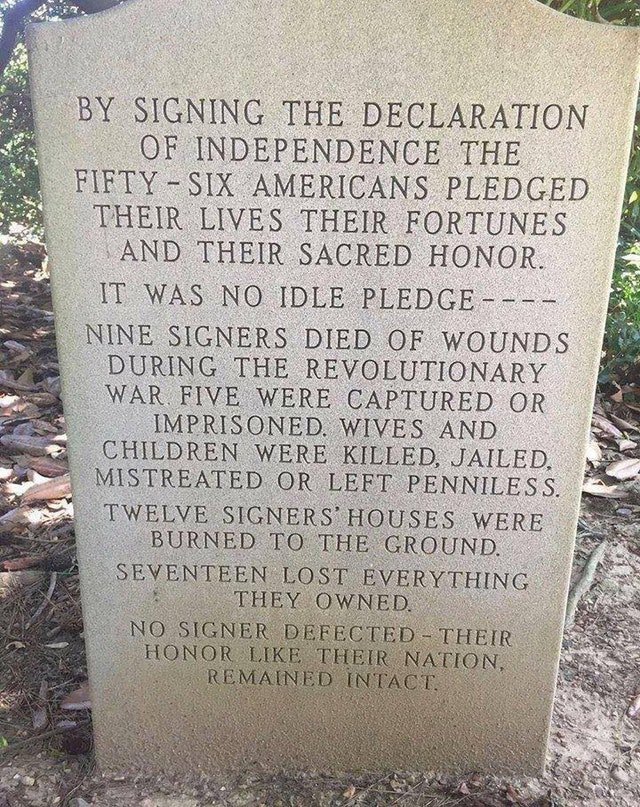 BY SIGNING THE DECLARATION
OF INDEPENDENCE THE
FIFTY-SIX AMERICANS PLEDGED
THEIR LIVES THEIR FORTUNES
AND THEIR SACRED HONOR.
IT WAS NO IDLE PLEDGE----
NINE SIGNERS DIED OF WOUNDS
DURING THE REVOLUTIONARY
WAR. FIVE WERE CAPTURED OR
IMPRISONED. WIVES AND
CHILDREN WERE KILLED, JAILED,
MISTREATED OR LEFT PENNILESS.
TWELVE SIGNERS' HOUSES WERE
BURNED TO THE GROUND.
SEVENTEEN LOST EVERYTHING
THEY OWNED.
NO SIGNER DEFECTED-THEIR
HONOR LIKE THEIR NATION,
REMAINED INTACT.